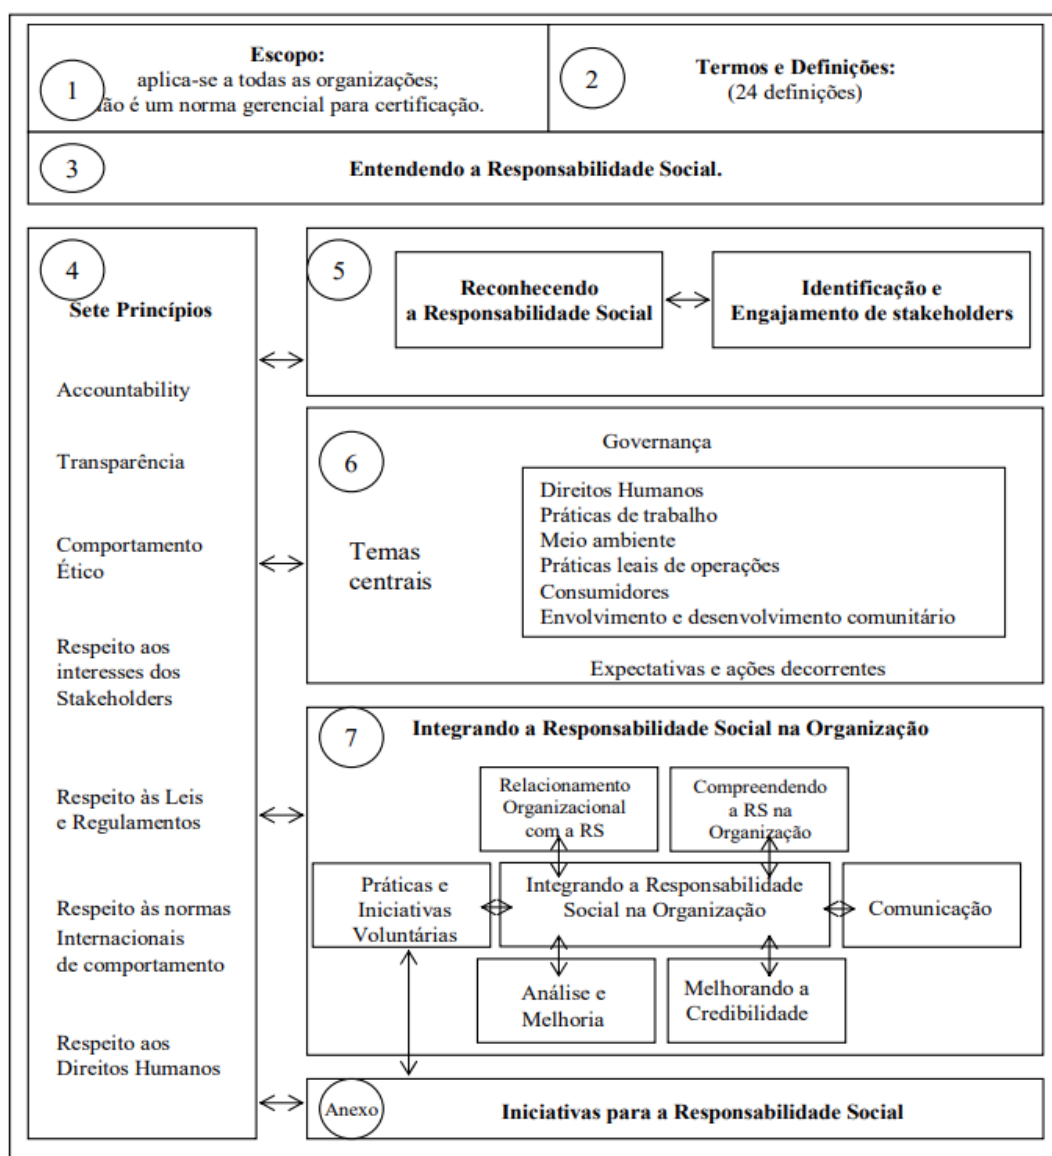 1
Escopo:
aplica-se a todas as organizações;
não é um norma gerencial para certificação.
2
Termos e Definições:
(24 definições)
3
Entendendo a Responsabilidade Social.
4
Sete Princípios
Accountability
Transparência
Comportamento
Ético
Respeito aos
interesses dos
Stakeholders
Respeito às Leis
e Regulamentos
Respeito às normas
Internacionais
de comportamento
Respeito aos
Direitos Humanos
5
Reconhecendo
a Responsabilidade Social
Identificação e
Engajamento de stakeholders
6
Temas
centrais
Governança
Direitos Humanos
Práticas de trabalho
Meio ambiente
Práticas leais de operações
Consumidores
Envolvimento e desenvolvimento comunitário
Expectativas e ações decorrentes
7
Integrando a Responsabilidade Social na Organização
Relacionamento
Organizacional
com a RS
Compreendendo
a RS na
Organização
Práticas e
Iniciativas
Voluntárias
Integrando a Responsabilidade
Social na Organização
Comunicação
Análise e
Melhoria
Melhorando a
Credibilidade
Anexo
Iniciativas para a Responsabilidade Social